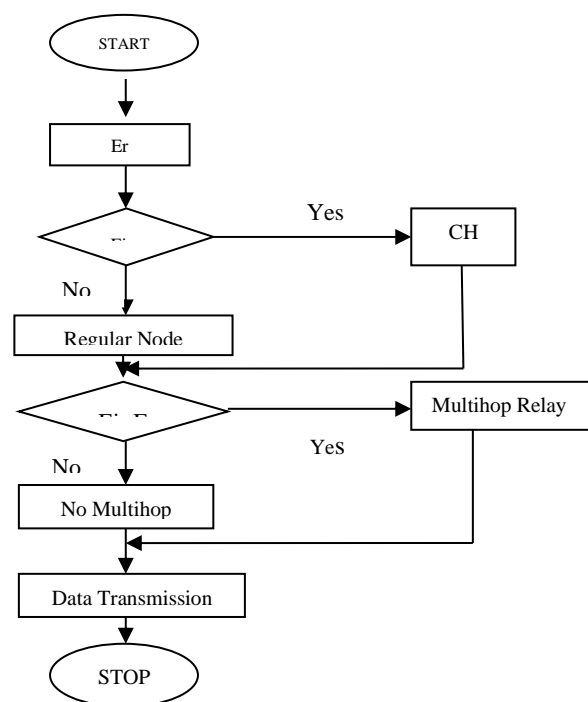 START
Er
Yes
CH
No
Regular Node
Multihop Relay
Yes
No
No Multihop
Data Transmission
STOP